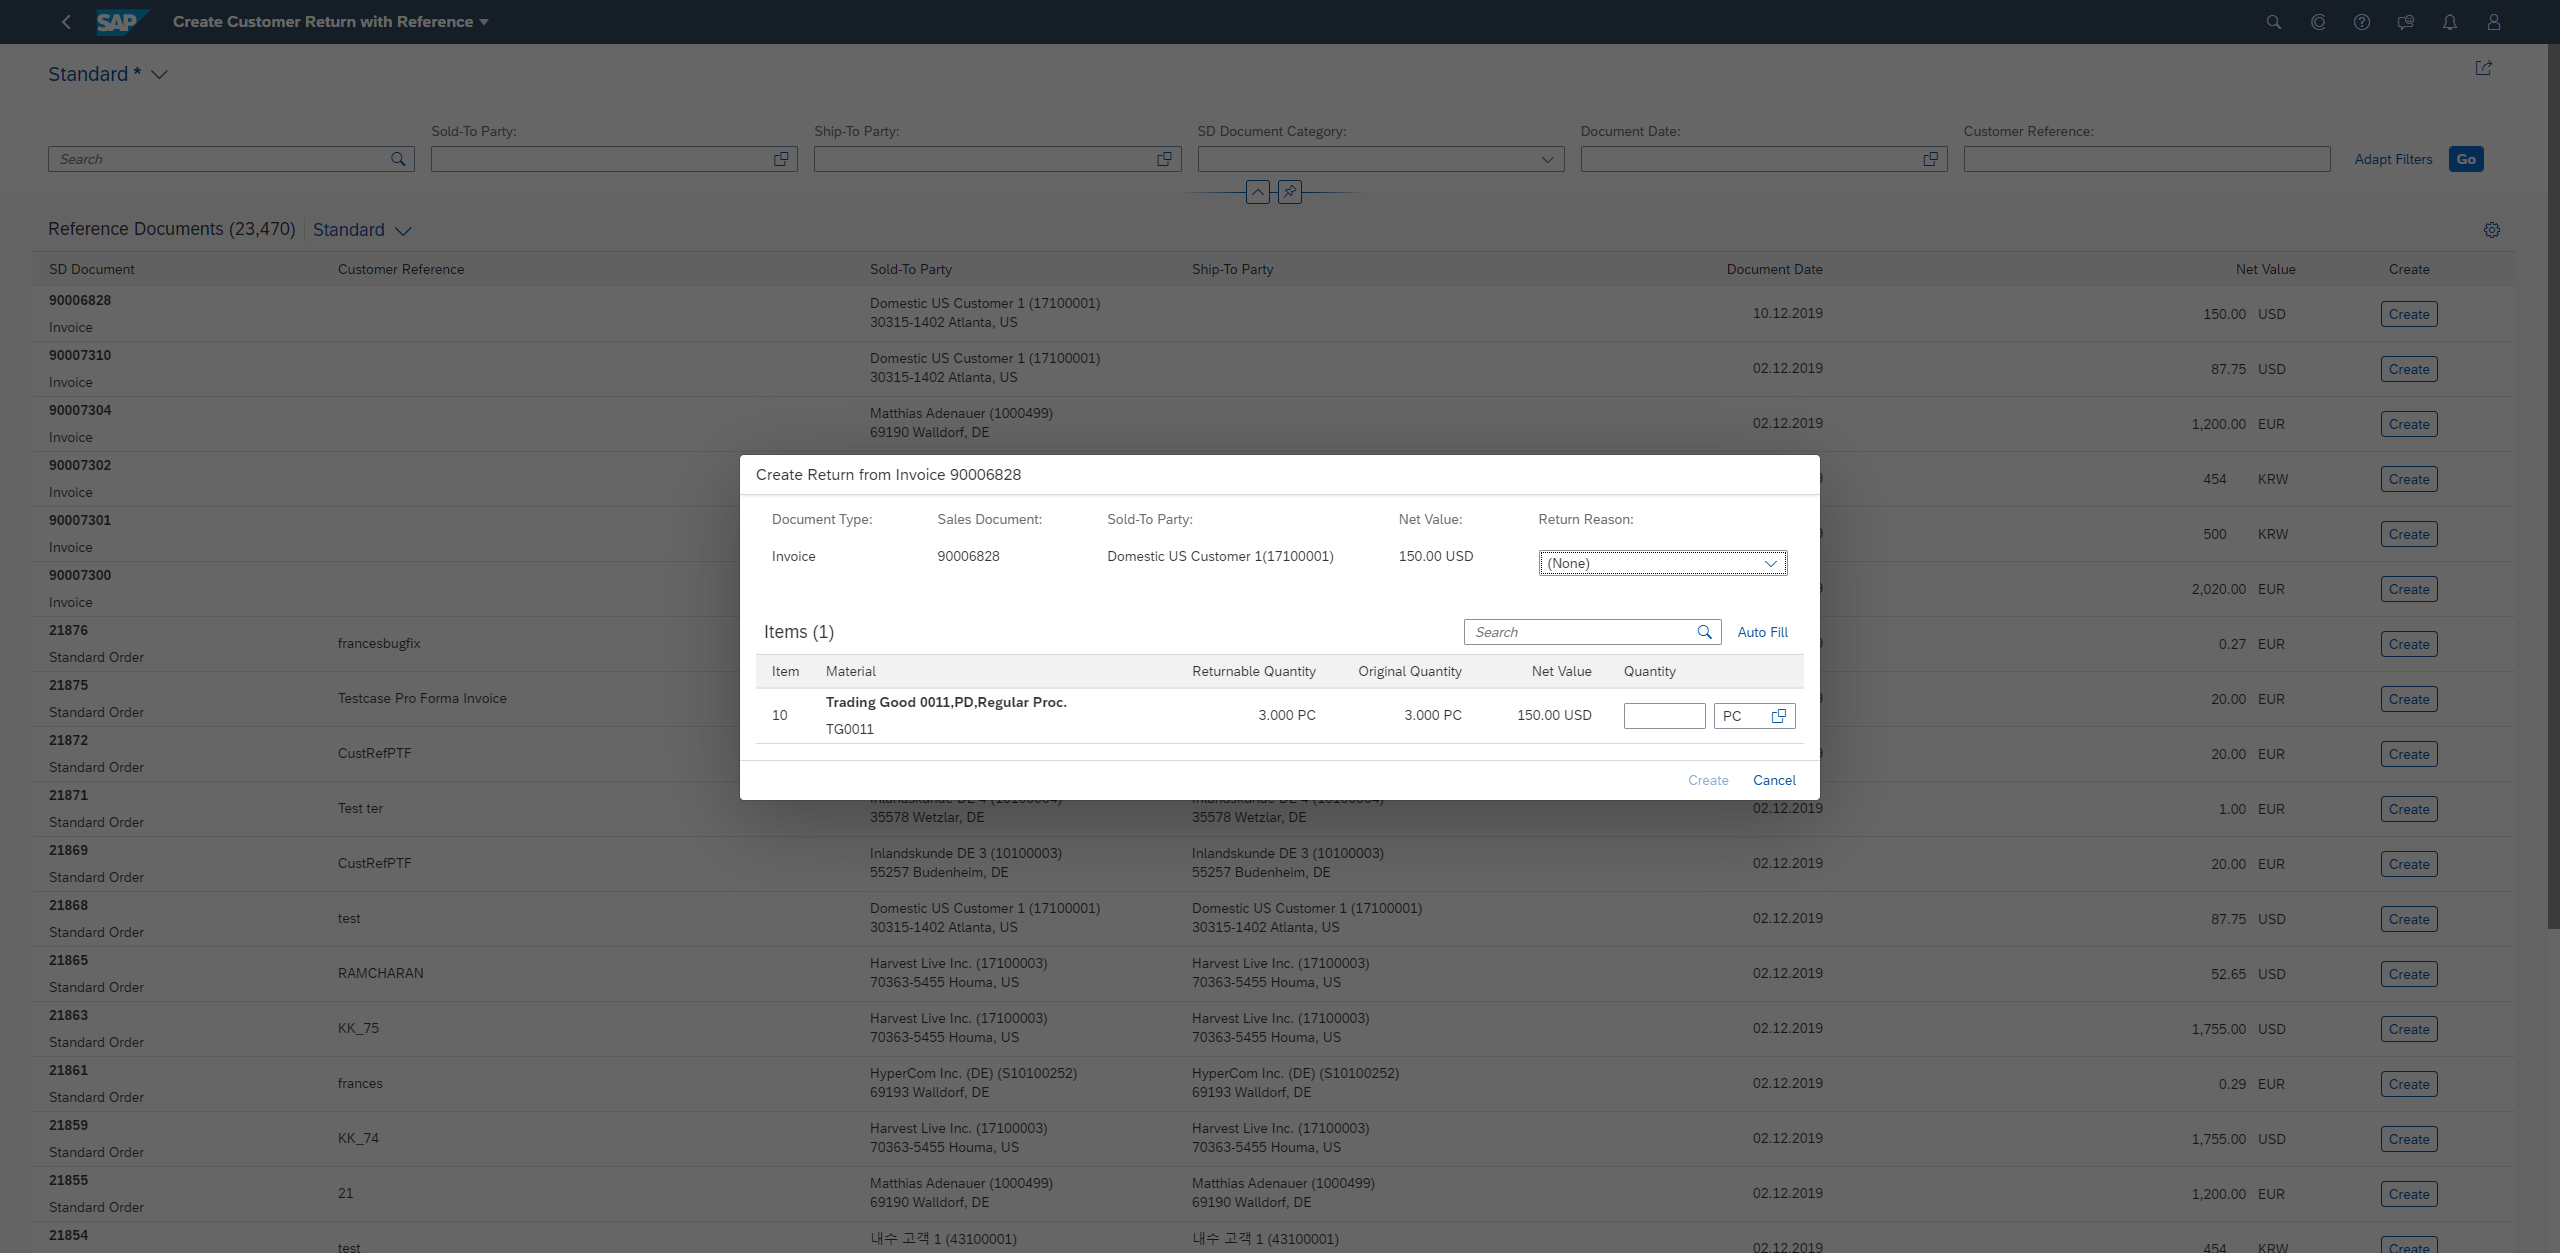 SAP Create Customer Return with Reference
Standard *
Sold-To Party: Ship-To Party: SD Document Category: Document Date: Customer Reference:
Search Adapt Filters Go
Reference Documents (23,470) Standard
SD Document Customer Reference Sold-To Party Ship-To Party Document Date Net Value Create
90006828 Domestic US Customer 1 (17100001) 10.12.2019 150.00 USD Create
Invoice 30315-1402 Atlanta, US
90007310 Domestic US Customer 1 (17100001) 02.12.2019 87.75 USD Create
Invoice 30315-1402 Atlanta, US
90007304 Matthias Adenauer (1000499) 02.12.2019 1,200.00 EUR Create
Invoice 69190 Walldorf, DE
90007302 454 KRW Create
Invoice
90007301 500 KRW Create
Invoice
90007300 2,020.00 EUR Create
Invoice
21876 francesbugfix 0.27 EUR Create
Standard Order
21875 Testcase Pro Forma Invoice 20.00 EUR Create
Standard Order
21872 CustRefPTF 20.00 EUR Create
Standard Order
Create Return from Invoice 90006828
Document Type: Sales Document: Sold-To Party: Net Value: Return Reason:
Invoice 90006828 Domestic US Customer 1(17100001) 150.00 USD (None)
Items (1) Search Auto Fill
Item Material Returnable Quantity Original Quantity Net Value Quantity
10 Trading Good 0011,PD,Regular Proc. 3.000 PC 3.000 PC 150.00 USD PC
TG0011
Create Cancel
21871 Test ter 02.12.2019 1.00 EUR Create
Standard Order 35578 Wetzlar, DE 35578 Wetzlar, DE
21869 CustRefPTF Inlandskunde DE 3 (10100003) Inlandskunde DE 3 (10100003) 02.12.2019 20.00 EUR Create
Standard Order 55257 Budenheim, DE 55257 Budenheim, DE
21868 test Domestic US Customer 1 (17100001) Domestic US Customer 1 (17100001) 02.12.2019 87.75 USD Create
Standard Order 30315-1402 Atlanta, US 30315-1402 Atlanta, US
21865 RAMCHARAN Harvest Live Inc. (17100003) Harvest Live Inc. (17100003) 02.12.2019 52.65 USD Create
Standard Order 70363-5455 Houma, US 70363-5455 Houma, US
21863 KK_75 Harvest Live Inc. (17100003) Harvest Live Inc. (17100003) 02.12.2019 1,755.00 USD Create
Standard Order 70363-5455 Houma, US 70363-5455 Houma, US
21861 frances HyperCom Inc. (DE) (S10100252) HyperCom Inc. (DE) (S10100252) 02.12.2019 0.29 EUR Create
Standard Order 69193 Walldorf, DE 69193 Walldorf, DE
21859 KK_74 Harvest Live Inc. (17100003) Harvest Live Inc. (17100003) 02.12.2019 1,755.00 USD Create
Standard Order 70363-5455 Houma, US 70363-5455 Houma, US
21855 21 Matthias Adenauer (1000499) Matthias Adenauer (1000499) 02.12.2019 1,200.00 EUR Create
Standard Order 69190 Walldorf, DE 69190 Walldorf, DE
21854 test 내수 고객 1 (43100001) 내수 고객 1 (43100001) 02.12.2019 454 KRW Create